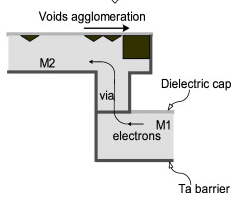 Voids agglomeration
M2
Dielectric cap
via
M1
electrons
Ta barrier